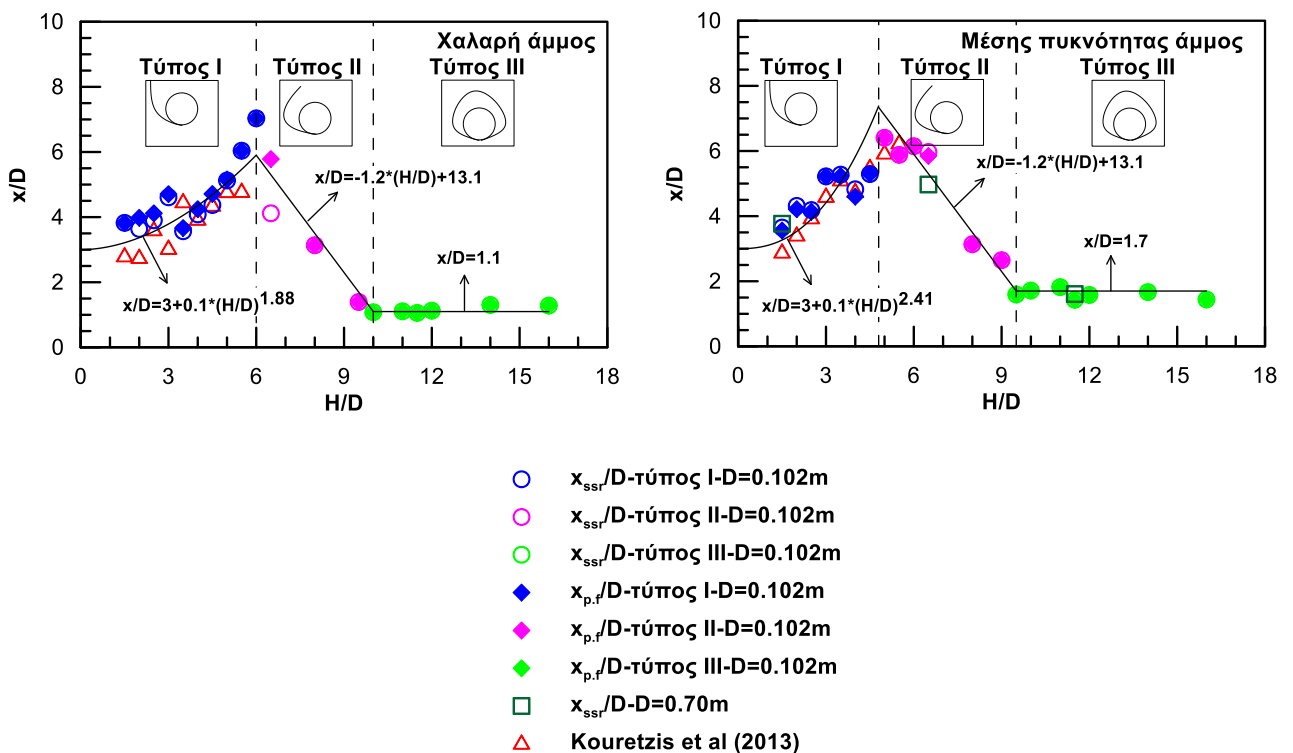 Χαλαρή άμμος
Τύπος I
Τύπος II
Τύπος III
x/D=-1.2*(H/D)+13.1
x/D=1.1
x/D=3+0.1*(H/D)^1.88
x/D
10
8
6
4
2
0
0 3 6 9 12 15 18
H/D
Μέσης πυκνότητας άμμος
Τύπος I
Τύπος II
Τύπος III
x/D=-1.2*(H/D)+13.1
x/D=1.7
x/D=3+0.1*(H/D)^2.41
x/D
10
8
6
4
2
0
0 3 6 9 12 15 18
H/D
x_ssr/D-τύπος I-D=0.102m
x_ssr/D-τύπος II-D=0.102m
x_ssr/D-τύπος III-D=0.102m
x_p.f/D-τύπος I-D=0.102m
x_p.f/D-τύπος II-D=0.102m
x_p.f/D-τύπος III-D=0.102m
x_ssr/D-D=0.70m
Kouretzis et al (2013)